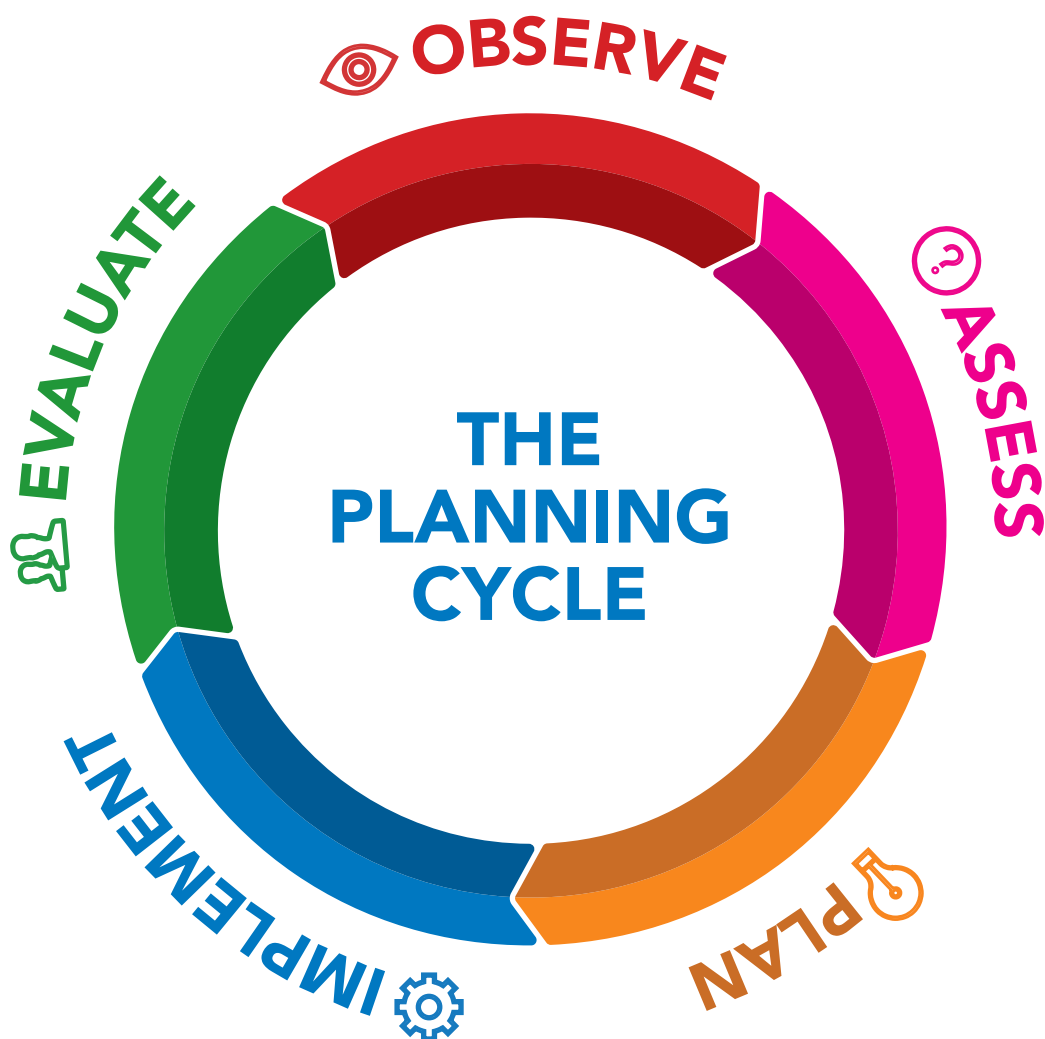 OBSERVE
ASSESS
PLAN
IMPLEMENT
EVALUATE
THE
PLANNING
CYCLE